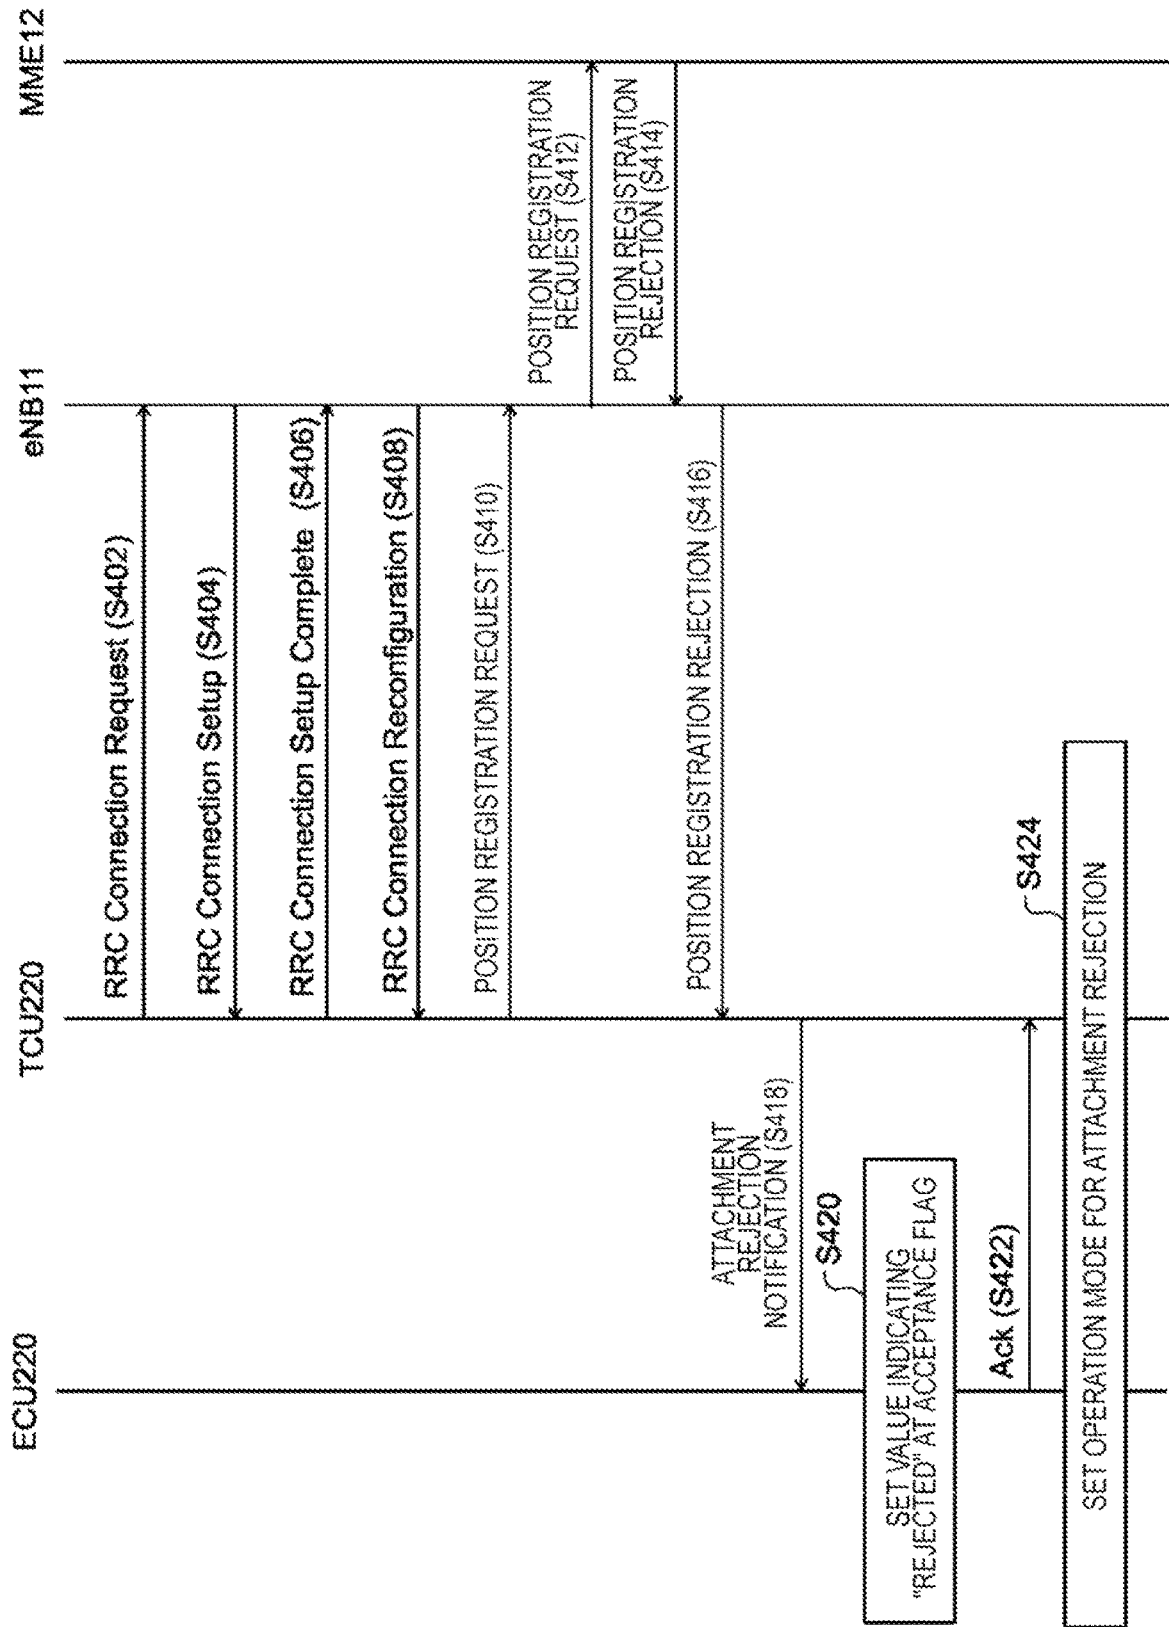 ECU220
TCU220
eNB11
MME12
RRC Connection Request (S402)
RRC Connection Setup (S404)
RRC Connection Setup Complete (S406)
RRC Connection Reconfiguration (S408)
POSITION REGISTRATION REQUEST (S410)
POSITION REGISTRATION
REQUEST (S412)
POSITION REGISTRATION
REJECTION (S414)
POSITION REGISTRATION REJECTION (S416)
ATTACHMENT
REJECTION
NOTIFICATION (S418)
S420
SET VALUE INDICATING
"REJECTED" AT ACCEPTANCE FLAG
Ack (S422)
S424
SET OPERATION MODE FOR ATTACHMENT REJECTION